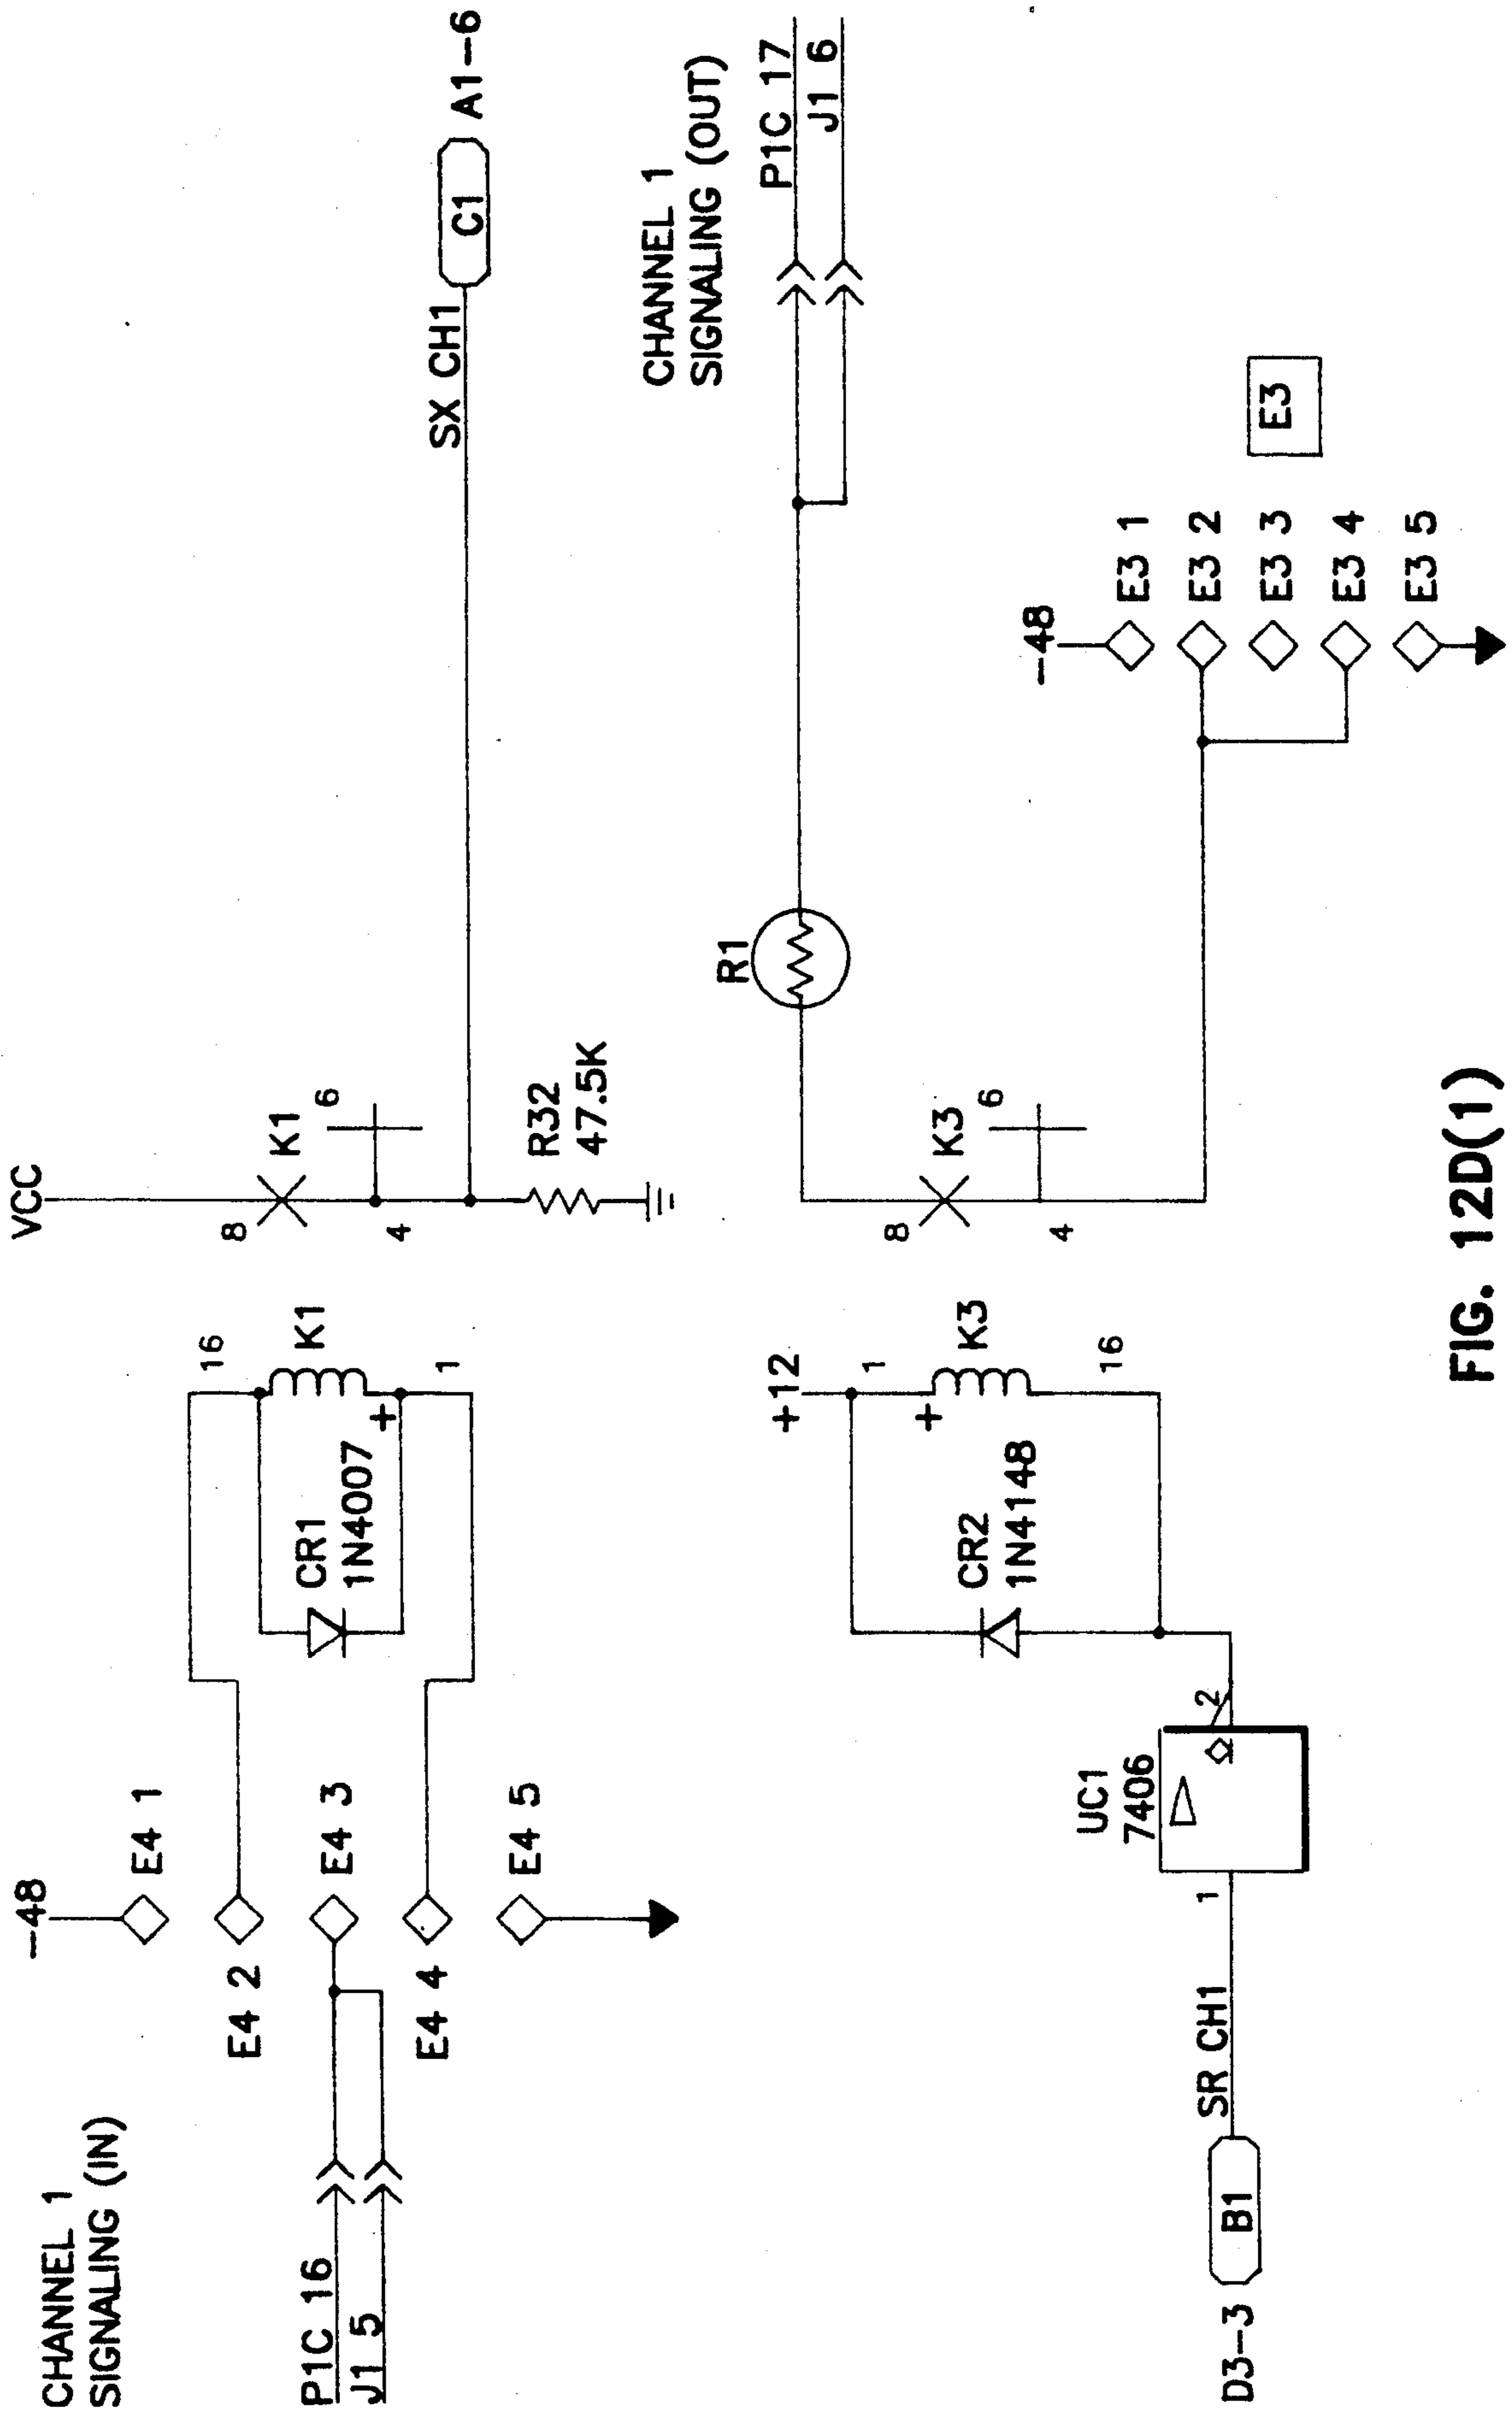 CHANNEL 1
SIGNALING (IN)
P1C 16
J1 5
-48
E4 1
E4 2
E4 3
E4 4
E4 5
16
K1
1
+
CR1
1N4007
VCC
8
K1
6
4
R32
47.5K
SX CH1
C1
A1-6
CHANNEL 1
SIGNALING (OUT)
P1C 17
J1 6
R1
8
K3
6
4
-48
E3 1
E3 2
E3 3
E3 4
E3 5
E3
+12
1
+
K3
16
CR2
1N4148
UC1
7406
2
1
SR CH1
B1
D3-3
FIG. 12D(1)